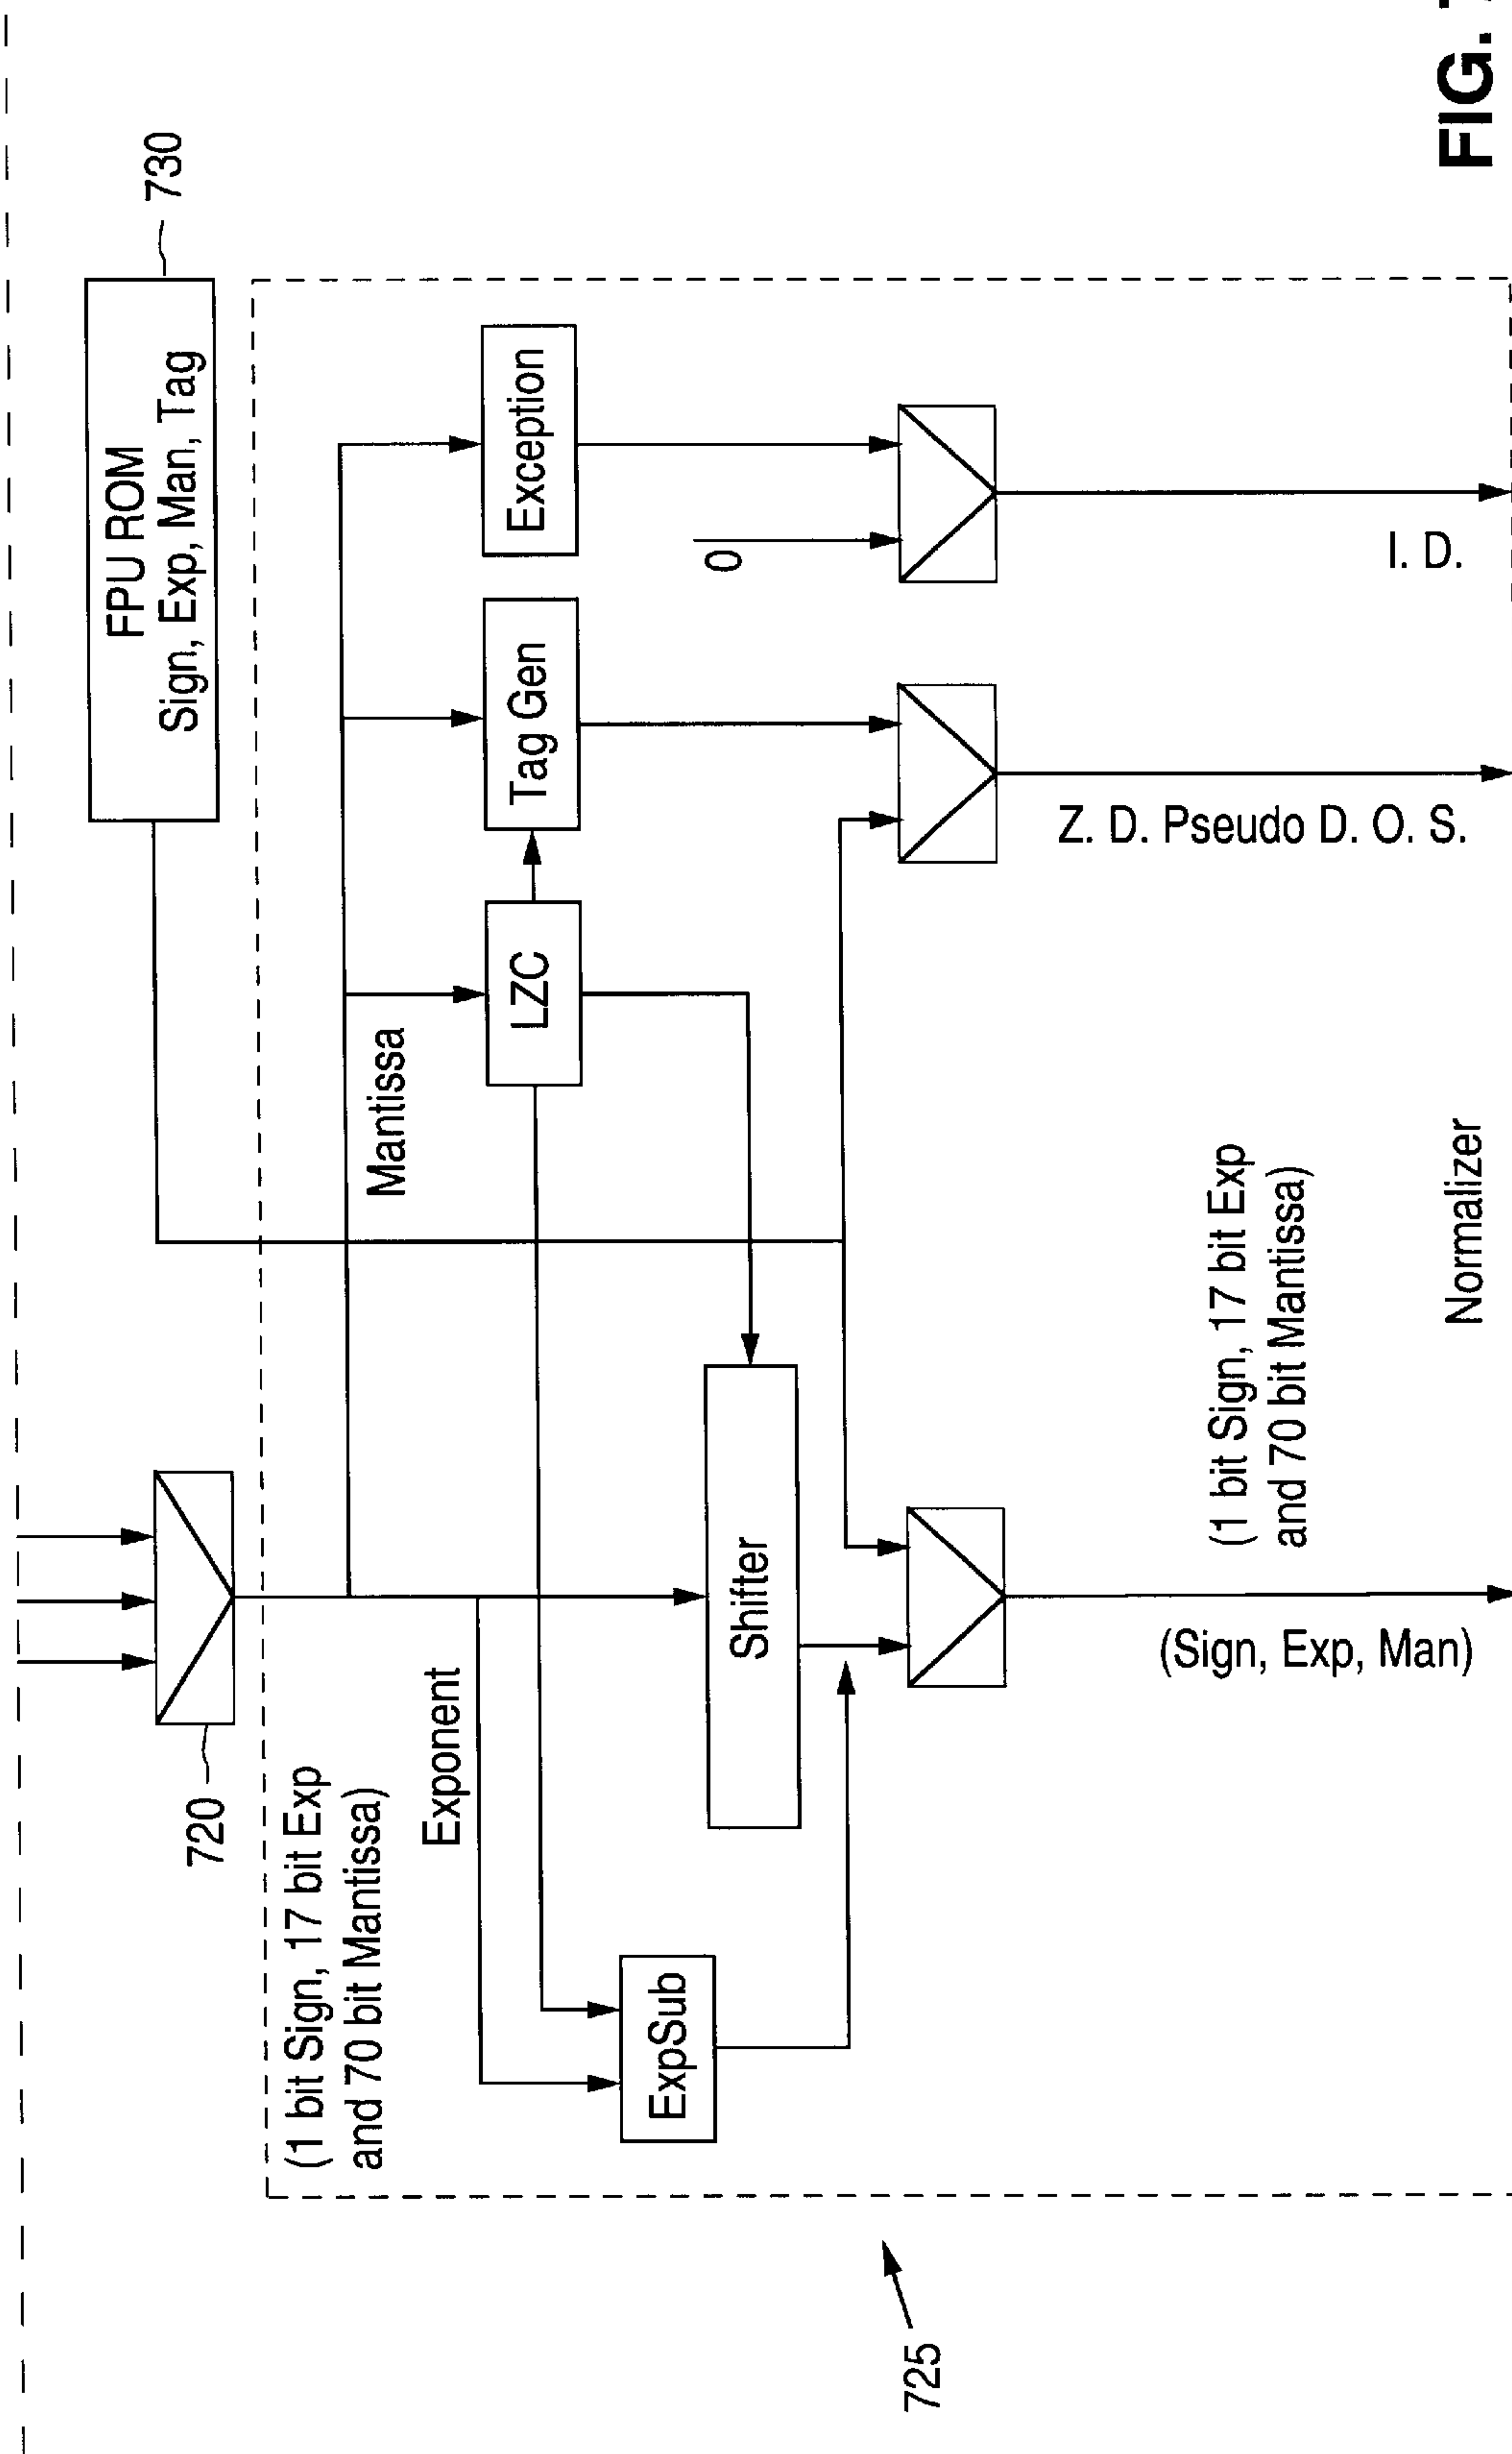 720
FPU ROM
Sign, Exp, Man, Tag
730
(1 bit Sign, 17 bit Exp
and 70 bit Mantissa)
Mantissa
Exponent
LZC
Tag Gen
Exception
ExpSub
Shifter
0
725
(Sign, Exp, Man)
(1 bit Sign, 17 bit Exp
and 70 bit Mantissa)
Z. D. Pseudo D. O. S.
I. D.
Normalizer
FIG.